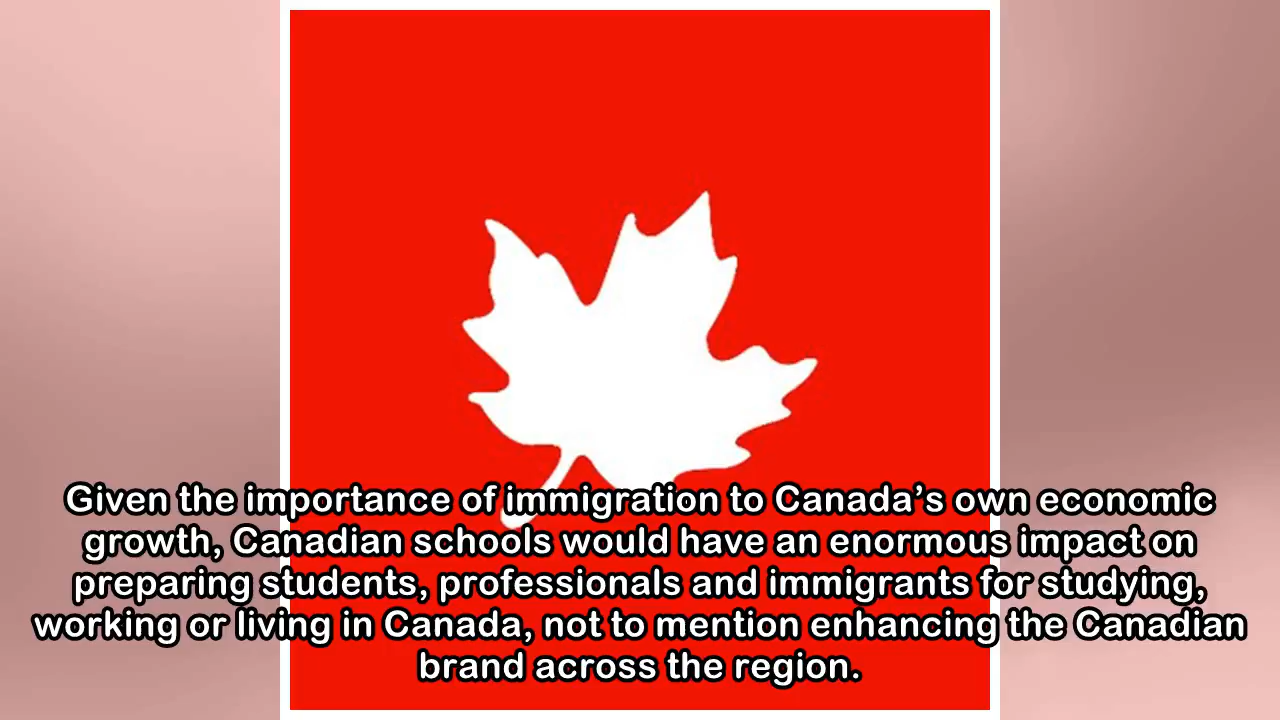 Given the importance of immigration to Canada’s own economic
growth, Canadian schools would have an enormous impact on
preparing students, professionals and immigrants for studying,
working or living in Canada, not to mention enhancing the Canadian
brand across the region.